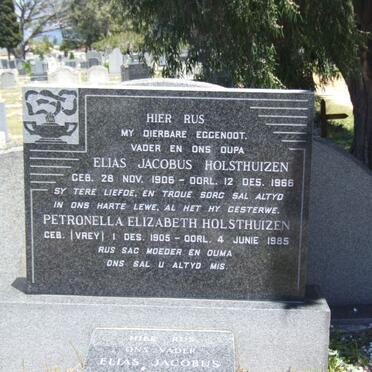 HIER RUS
MY DIERBARE EGGENOOT,
VADER EN ONS OUPA
ELIAS JACOBUS HOLSTHUIZEN
GEB. 28 NOV. 1906 - OORL. 12 DES. 1966
SY TERE LIEFDE, EN TROUE SORG SAL ALTYD
IN ONS HARTE LEWE, AL HET HY GESTERWE.
PETRONELLA ELIZABETH HOLSTHUIZEN
GEB. (VREY) 1 DES. 1905 - OORL. 4 JUNIE 1985
RUS SAG MOEDER EN OUMA
ONS SAL U ALTYD MIS.
HIER RUS
ONS VADER
ELIAS JACOBUS